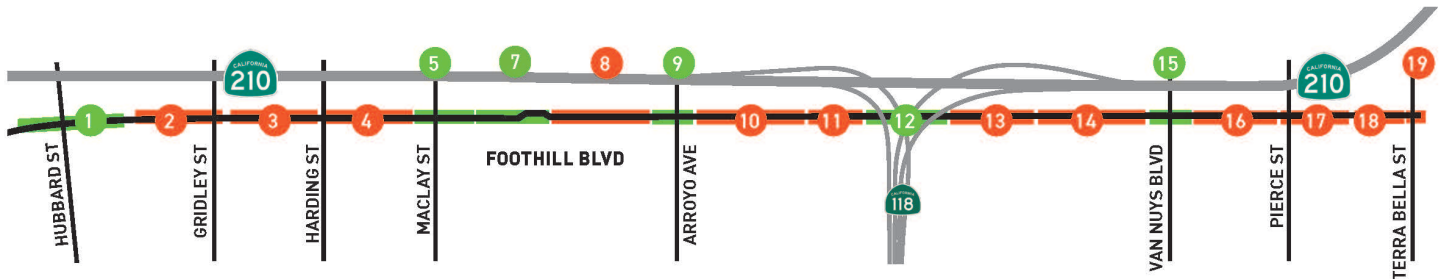 5
7
8
9
15
19
CALIFORNIA
210
CALIFORNIA
210
1
2
3
4
10
11
12
13
14
16
17
18
FOOTHILL BLVD
HUBBARD ST
GRIDLEY ST
HARDING ST
MACLAY ST
ARROYO AVE
CALIFORNIA
118
VAN NUYS BLVD
PIERCE ST
TERRA BELLA ST